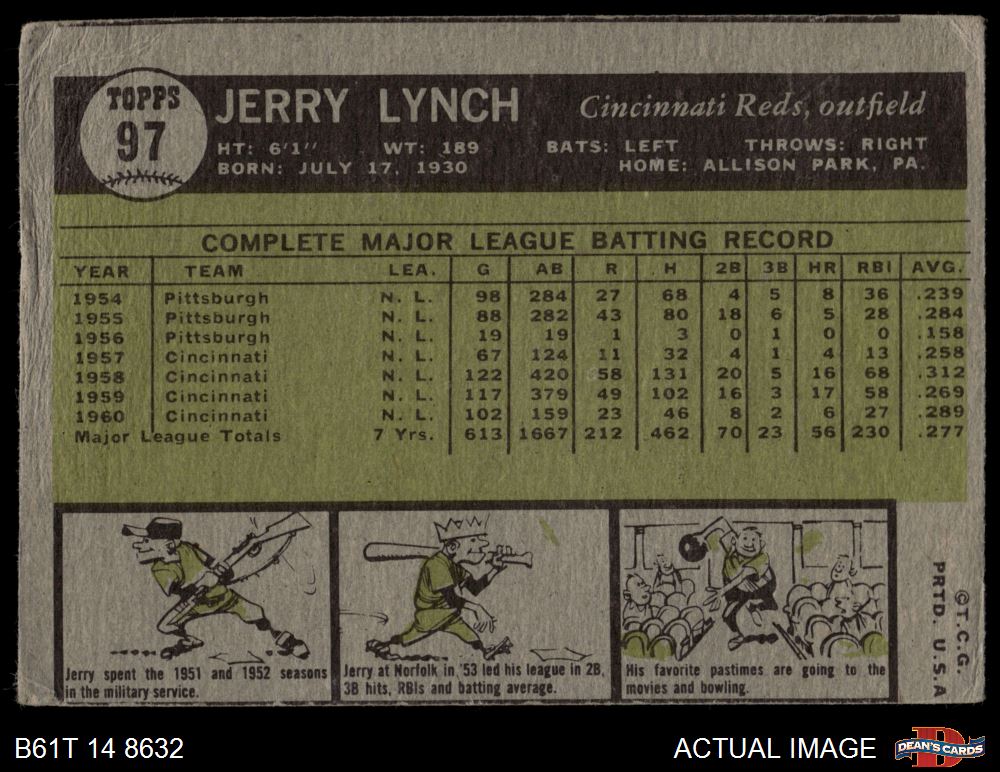 TOPPS
97
JERRY LYNCH
Cincinnati Reds, outfield
HT: 6'1" WT: 189 BATS: LEFT THROWS: RIGHT
BORN: JULY 17, 1930 HOME: ALLISON PARK, PA.
COMPLETE MAJOR LEAGUE BATTING RECORD
YEAR TEAM LEA. G AB R H 2B 3B HR RBI AVG.
1954 Pittsburgh N. L. 98 284 27 68 4 5 8 36 .239
1955 Pittsburgh N. L. 88 282 43 80 18 6 5 28 .284
1956 Pittsburgh N. L. 19 19 1 3 0 1 0 0 .158
1957 Cincinnati N. L. 67 124 11 32 4 1 4 13 .258
1958 Cincinnati N. L. 122 420 58 131 20 5 16 68 .312
1959 Cincinnati N. L. 117 379 49 102 16 3 17 58 .269
1960 Cincinnati N. L. 102 159 23 46 8 2 6 27 .289
Major League Totals 7 Yrs. 613 1667 212 462 70 23 56 230 .277
Jerry spent the 1951 and 1952 seasons
in the military service.
Jerry at Norfolk in '53 led his league in 2B,
3B hits, RBIs and batting average.
His favorite pastimes are going to the
movies and bowling.
©T.C.G.
PRTD. U.S.A
B61T 14 8632
ACTUAL IMAGE
D
DEAN'S CARDS